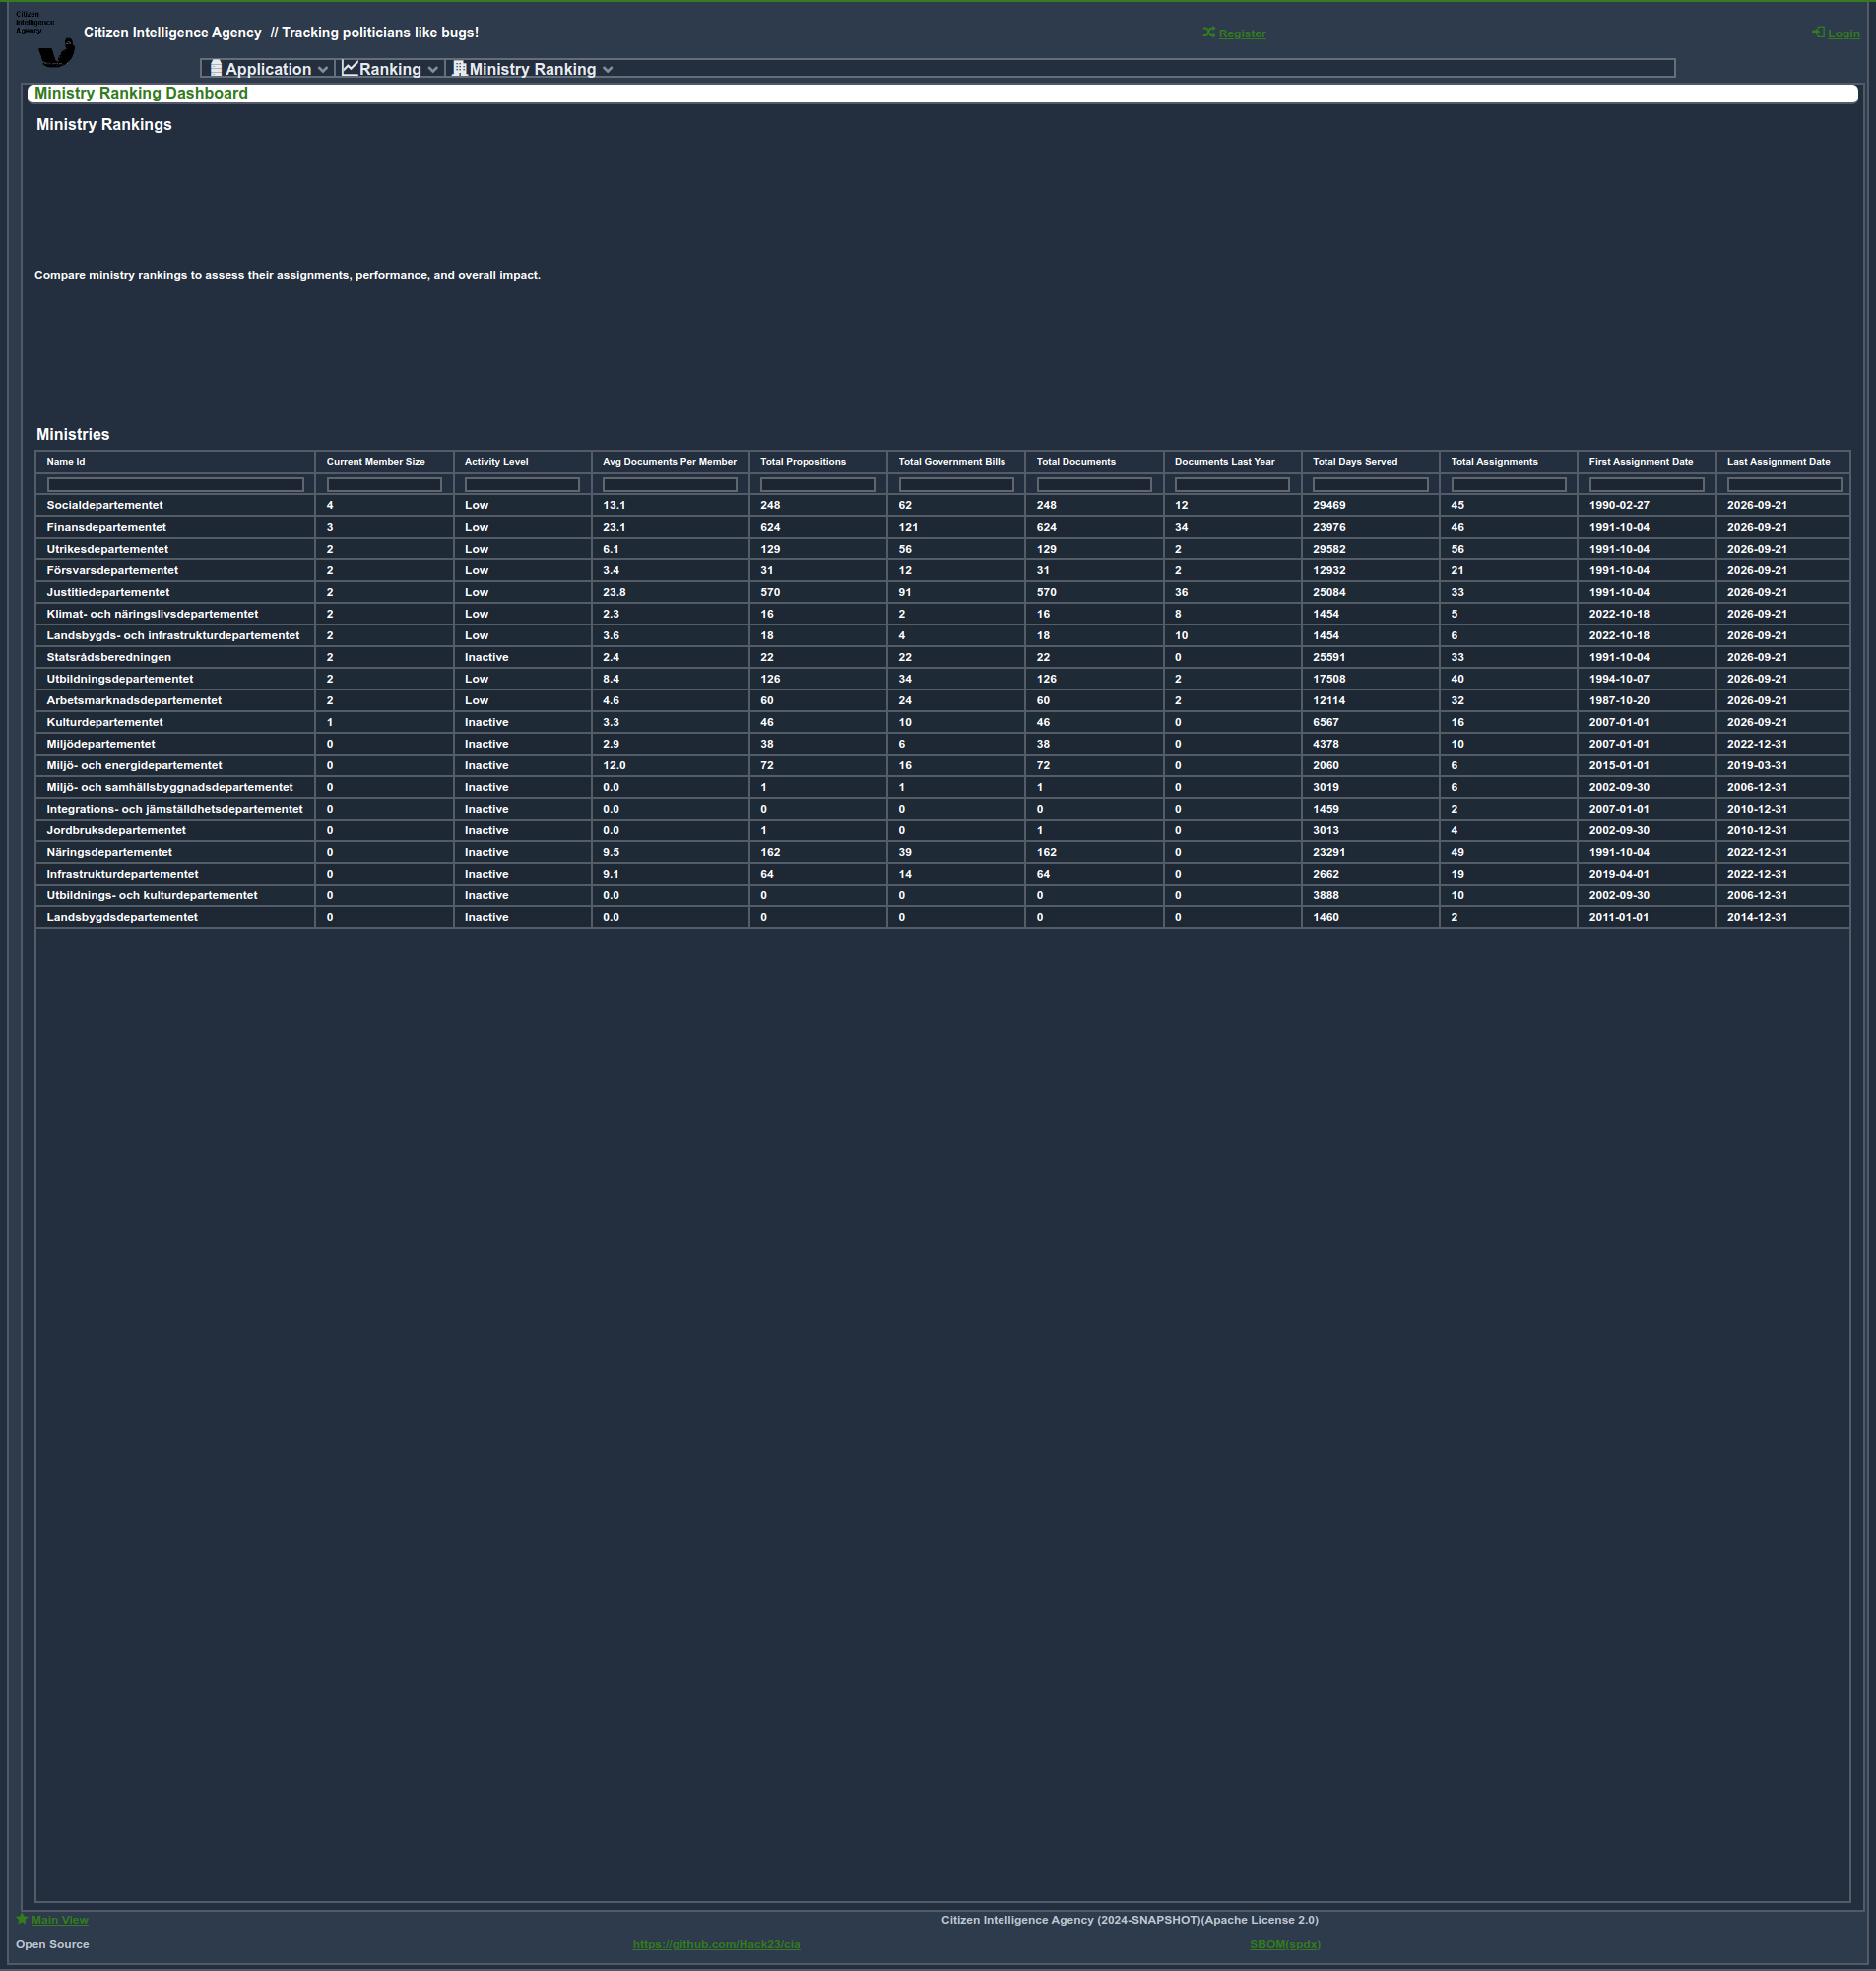 Citizen
Intelligence
Agency
Citizen Intelligence Agency // Tracking politicians like bugs!
Register
Login
Application Ranking Ministry Ranking
Ministry Ranking Dashboard
Ministry Rankings
Compare ministry rankings to assess their assignments, performance, and overall impact.
Ministries
Name Id Current Member Size Activity Level Avg Documents Per Member Total Propositions Total Government Bills Total Documents Documents Last Year Total Days Served Total Assignments First Assignment Date Last Assignment Date
Socialdepartementet 4 Low 13.1 248 62 248 12 29469 45 1990-02-27 2026-09-21
Finansdepartementet 3 Low 23.1 624 121 624 34 23976 46 1991-10-04 2026-09-21
Utrikesdepartementet 2 Low 6.1 129 56 129 2 29582 56 1991-10-04 2026-09-21
Försvarsdepartementet 2 Low 3.4 31 12 31 2 12932 21 1991-10-04 2026-09-21
Justitiedepartementet 2 Low 23.8 570 91 570 36 25084 33 1991-10-04 2026-09-21
Klimat- och näringslivsdepartementet 2 Low 2.3 16 2 16 8 1454 5 2022-10-18 2026-09-21
Landsbygds- och infrastrukturdepartementet 2 Low 3.6 18 4 18 10 1454 6 2022-10-18 2026-09-21
Statsrådsberedningen 2 Inactive 2.4 22 22 22 0 25591 33 1991-10-04 2026-09-21
Utbildningsdepartementet 2 Low 8.4 126 34 126 2 17508 40 1994-10-07 2026-09-21
Arbetsmarknadsdepartementet 2 Low 4.6 60 24 60 2 12114 32 1987-10-20 2026-09-21
Kulturdepartementet 1 Inactive 3.3 46 10 46 0 6567 16 2007-01-01 2026-09-21
Miljödepartementet 0 Inactive 2.9 38 6 38 0 4378 10 2007-01-01 2022-12-31
Miljö- och energidepartementet 0 Inactive 12.0 72 16 72 0 2060 6 2015-01-01 2019-03-31
Miljö- och samhällsbyggnadsdepartementet 0 Inactive 0.0 1 1 1 0 3019 6 2002-09-30 2006-12-31
Integrations- och jämställdhetsdepartementet 0 Inactive 0.0 0 0 0 0 1459 2 2007-01-01 2010-12-31
Jordbruksdepartementet 0 Inactive 0.0 1 0 1 0 3013 4 2002-09-30 2010-12-31
Näringsdepartementet 0 Inactive 9.5 162 39 162 0 23291 49 1991-10-04 2022-12-31
Infrastrukturdepartementet 0 Inactive 9.1 64 14 64 0 2662 19 2019-04-01 2022-12-31
Utbildnings- och kulturdepartementet 0 Inactive 0.0 0 0 0 0 3888 10 2002-09-30 2006-12-31
Landsbygdsdepartementet 0 Inactive 0.0 0 0 0 0 1460 2 2011-01-01 2014-12-31
Main View
Citizen Intelligence Agency (2024-SNAPSHOT)(Apache License 2.0)
Open Source
https://github.com/Hack23/cia
SBOM(spdx)